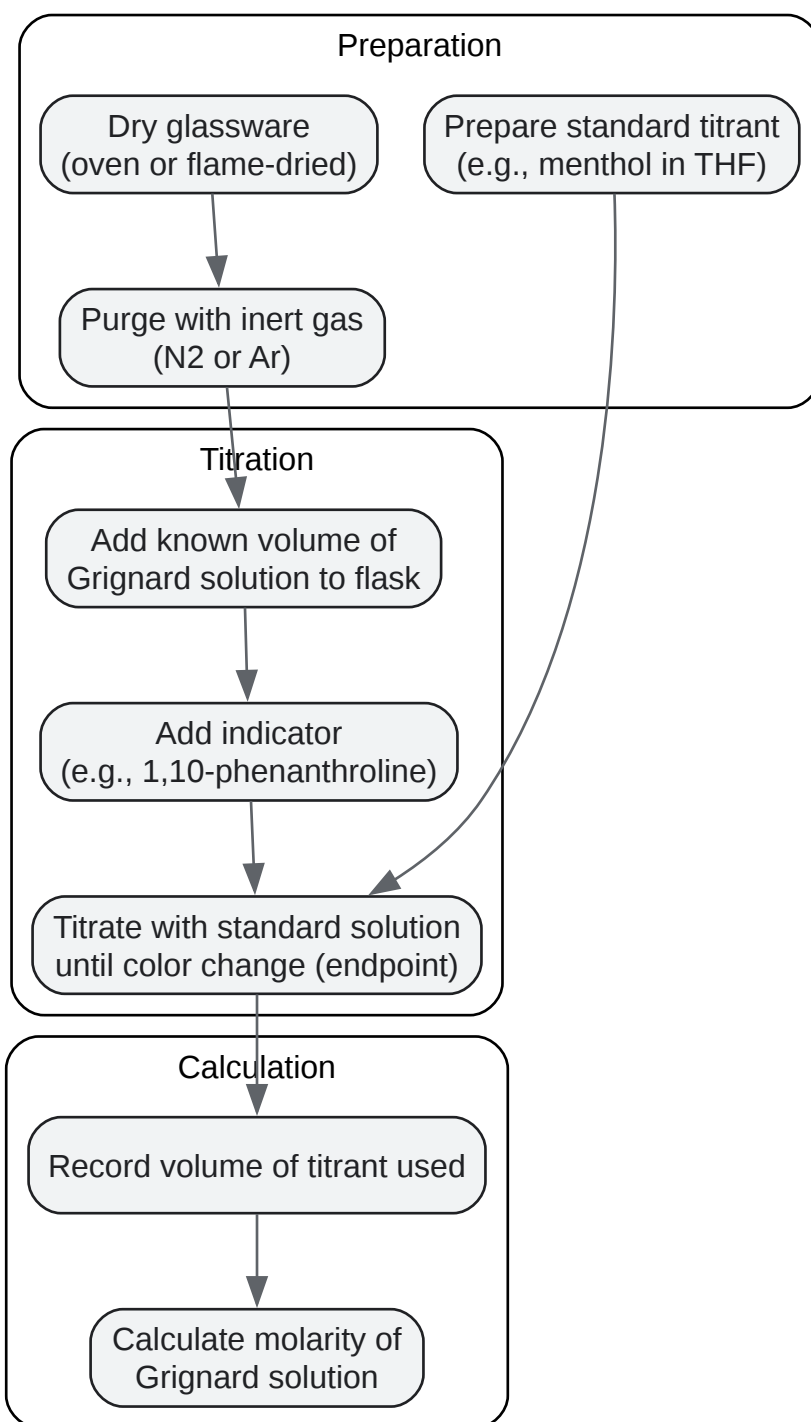 Preparation
Dry glassware
(oven or flame-dried)
Prepare standard titrant
(e.g., menthol in THF)
Purge with inert gas
(N2 or Ar)
Titration
Add known volume of
Grignard solution to flask
Add indicator
(e.g., 1,10-phenanthroline)
Titrate with standard solution
until color change (endpoint)
Calculation
Record volume of titrant used
Calculate molarity of
Grignard solution